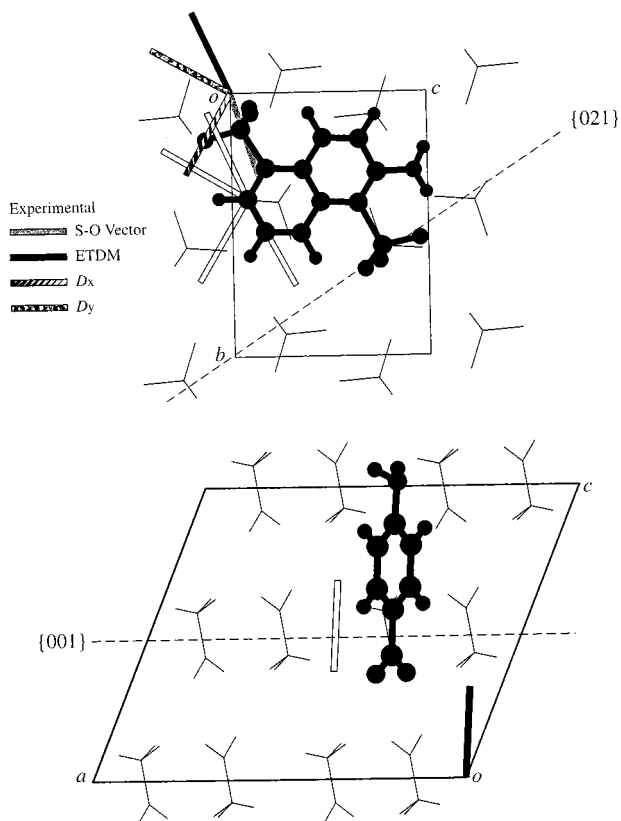 o
c
{021}
Experimental
S-O Vector
ETDM
Dx
Dy
b
c
{001}
a
o